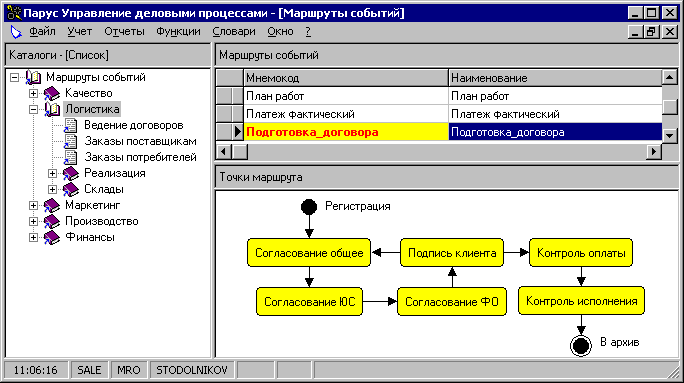 Парус Управление деловыми процессами - [Маршруты событий]
Файл Учет Отчеты Функции Словари Окно ?
Каталоги - [Список]
Маршруты событий
Качество
Логистика
Ведение договоров
Заказы поставщикам
Заказы потребителей
Реализация
Склады
Маркетинг
Производство
Финансы
Маршруты событий
Мнемокод Наименование
План работ План работ
Платеж фактический Платеж Фактический
Подготовка_договора Подготовка_договора
Точки маршрута
Регистрация
Согласование общее Подпись клиента Контроль оплаты
Согласование ЮС Согласование ФО Контроль исполнения
В архив
11:06:16 SALE MRO STODOLNIKOV